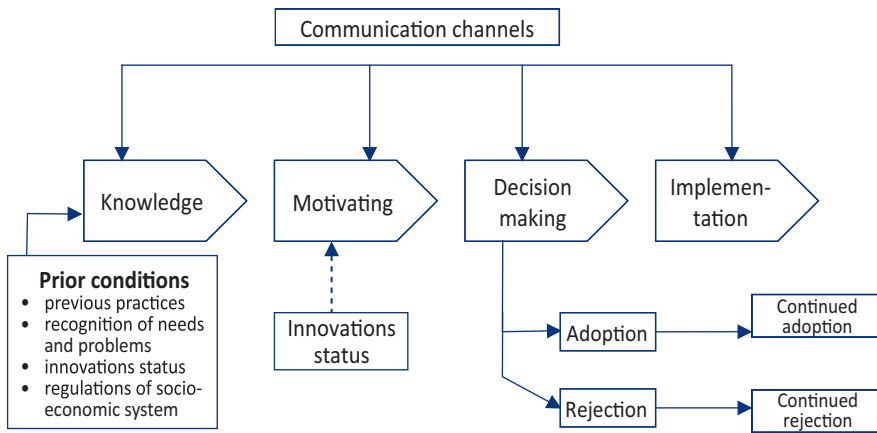 Communication channels
Knowledge
Motivating
Decision
making
Implemen-
tation
Prior conditions
• previous practices
• recognition of needs
and problems
• innovations status
• regulations of socio-
economic system
Innovations
status
Adoption
Continued
adoption
Rejection
Continued
rejection